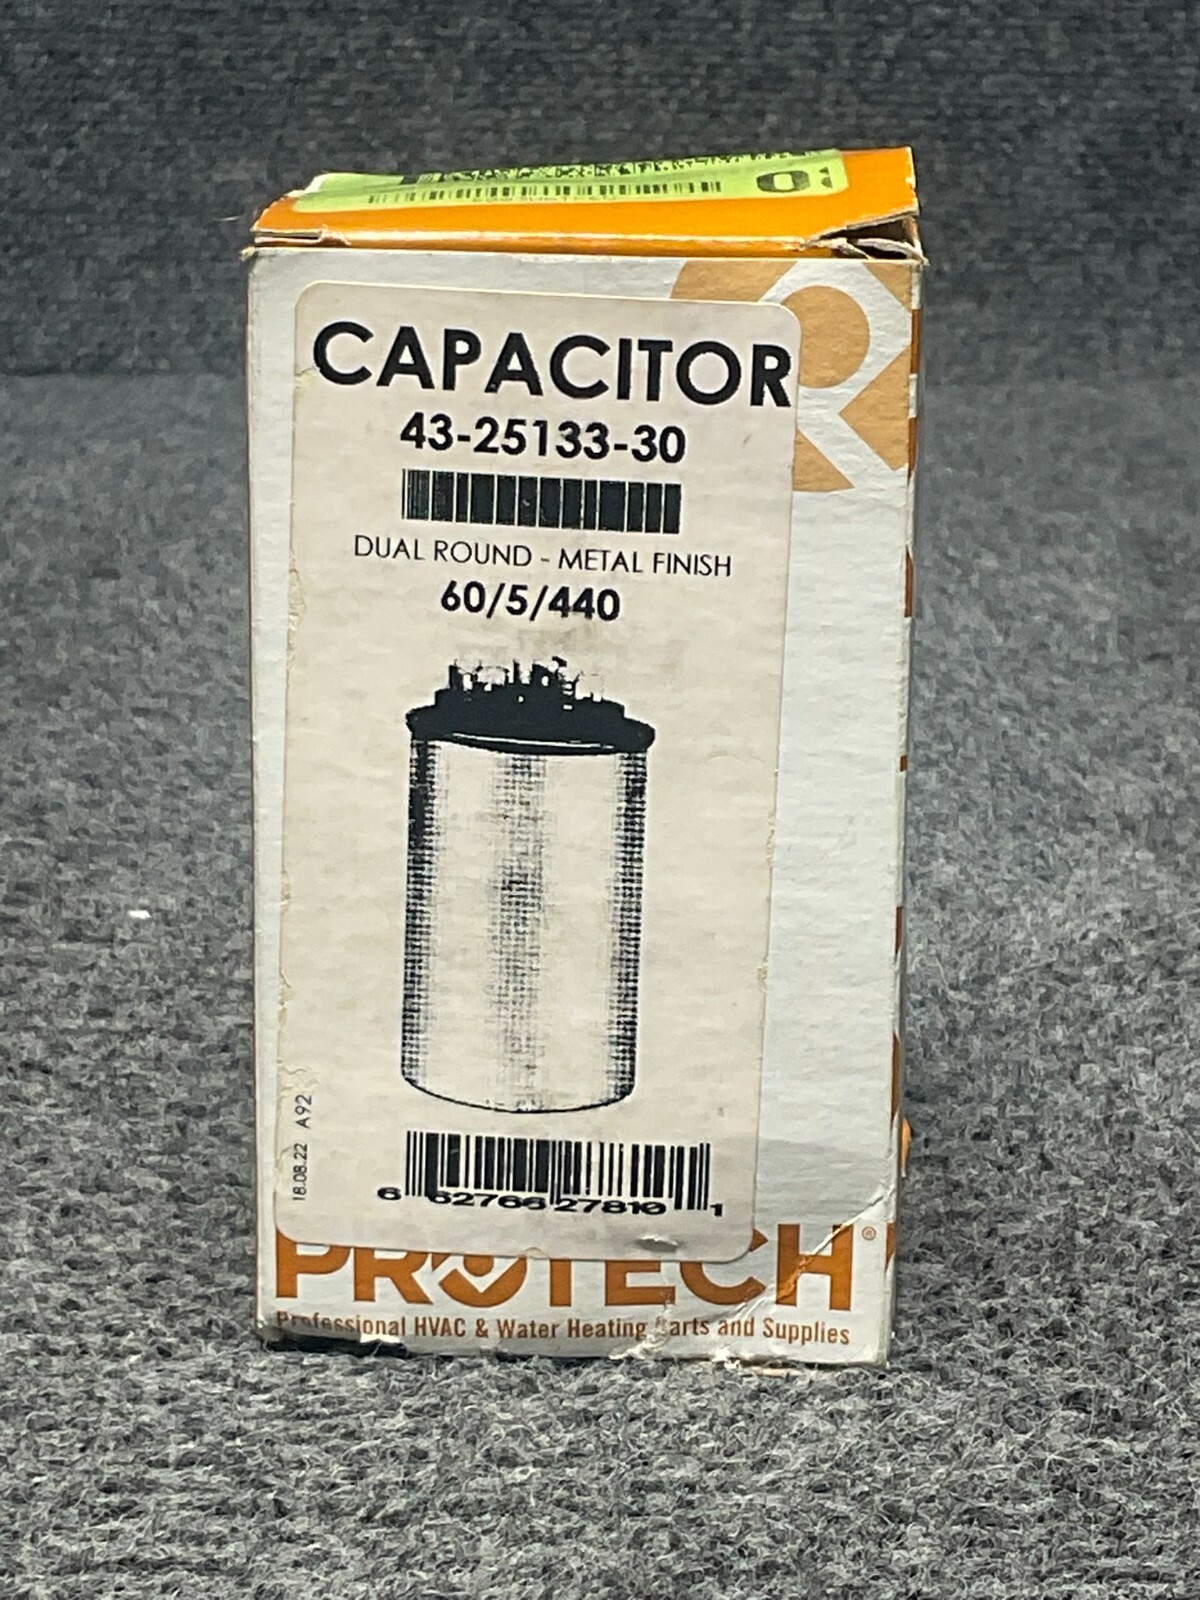 CAPACITOR
43-25133-30
DUAL ROUND - METAL FINISH
60/5/440
18.08.22 A92
6 62766 27810 1
PROTECH®
Professional HVAC & Water Heating Parts and Supplies